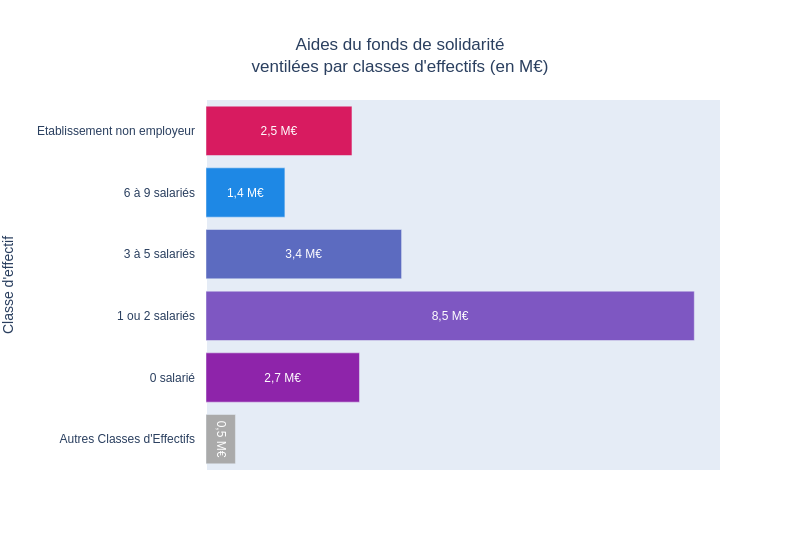 Aides du fonds de solidarité
ventilées par classes d'effectifs (en M€)
Classe d'effectif
Etablissement non employeur
2,5 M€
6 à 9 salariés
1,4 M€
3 à 5 salariés
3,4 M€
1 ou 2 salariés
8,5 M€
0 salarié
2,7 M€
Autres Classes d'Effectifs
0,5 M€